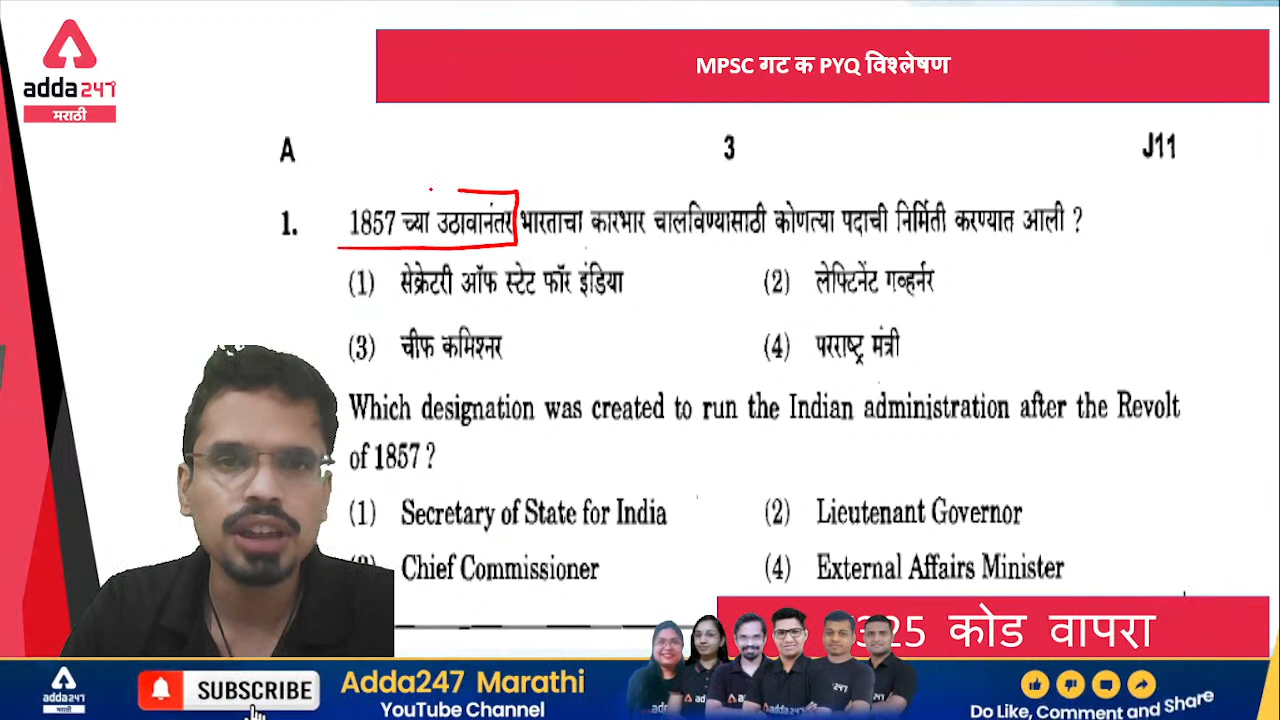 adda247
मराठी
MPSC गट क PYQ विश्लेषण
A 3 J11
1. 1857 च्या उठावानंतर भारताचा कारभार चालविण्यासाठी कोणत्या पदाची निर्मिती करण्यात आली ?
(1) सेक्रेटरी ऑफ स्टेट फॉर इंडिया (2) लेफ्टिनेंट गव्हर्नर
(3) चीफ कमिश्नर (4) परराष्ट्र मंत्री
Which designation was created to run the Indian administration after the Revolt
of 1857 ?
(1) Secretary of State for India (2) Lieutenant Governor
Chief Commissioner (4) External Affairs Minister
325 कोड वापरा
adda247
मराठी
SUBSCRIBE
Adda247 Marathi
YouTube Channel
Do Like, Comment and Share